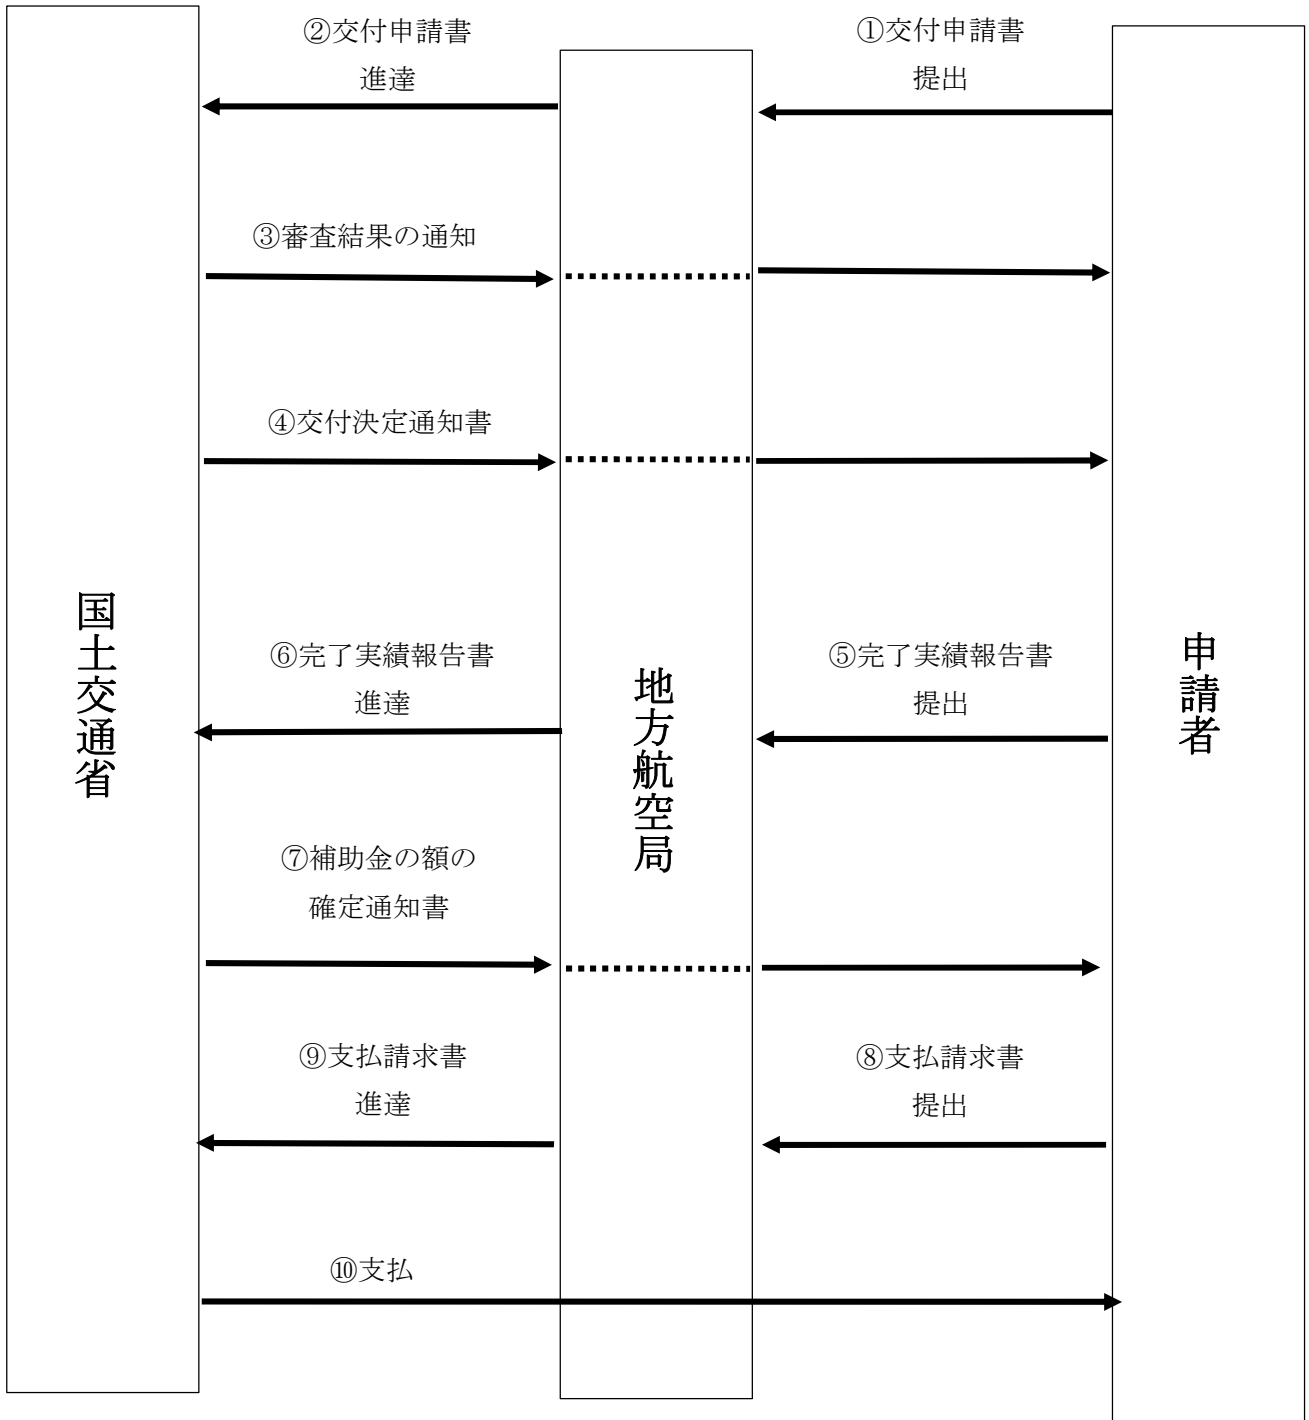 ②交付申請書
進達
①交付申請書
提出
③審査結果の通知
④交付決定通知書
国土交通省
⑥完了実績報告書
進達
地方航空局
⑤完了実績報告書
提出
申請者
⑦補助金の額の
確定通知書
⑨支払請求書
進達
⑧支払請求書
提出
⑩支払